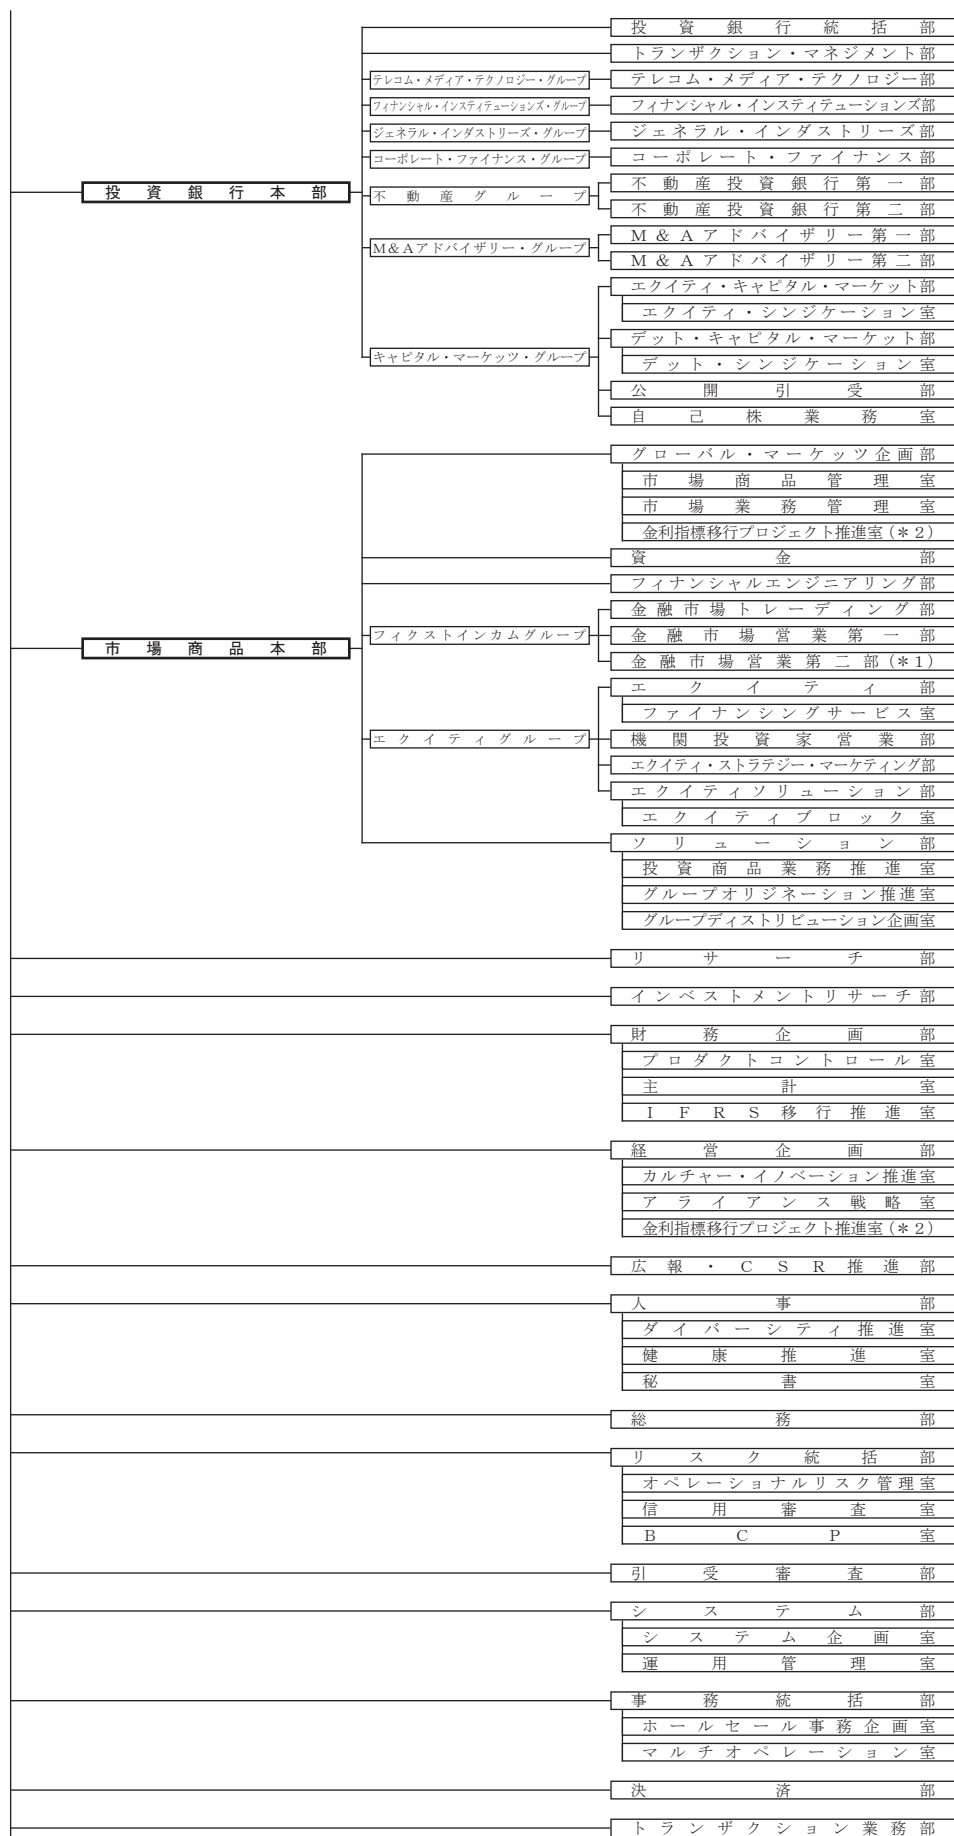 投資銀行統括部
トランザクション・マネジメント部
テレコム・メディア・テクノロジー・グループ
テレコム・メディア・テクノロジー部
フィナンシャル・インスティテューションズ・グループ
フィナンシャル・インスティテューションズ部
ジェネラル・インダストリーズ・グループ
ジェネラル・インダストリーズ部
コーポレート・ファイナンス・グループ
コーポレート・ファイナンス部
投資銀行本部
不動産グループ
不動産投資銀行第一部
不動産投資銀行第二部
M&Aアドバイザリー・グループ
M&Aアドバイザリー第一部
M&Aアドバイザリー第二部
エクイティ・キャピタル・マーケット部
エクイティ・シンジケーション室
デット・キャピタル・マーケット部
キャピタル・マーケッツ・グループ
デット・シンジケーション室
公開引受部
自己株業務室
グローバル・マーケッツ企画部
市場商品管理室
市場業務管理室
金利指標移行プロジェクト推進室(*2)
資金部
フィナンシャルエンジニアリング部
金融市場トレーディング部
フィクストインカムグループ
金融市場営業第一部
市場商品本部
金融市場営業第二部(*1)
エクイティ部
ファイナンシングサービス室
エクイティグループ
機関投資家営業部
エクイティ・ストラテジー・マーケティング部
エクイティソリューション部
エクイティブロック室
ソリューション部
投資商品業務推進室
グループオリジネーション推進室
グループディストリビューション企画室
リサーチ部
インベストメントリサーチ部
財務企画部
プロダクトコントロール室
主計室
IFRS移行推進室
経営企画部
カルチャー・イノベーション推進室
アライアンス戦略室
金利指標移行プロジェクト推進室(*2)
広報・CSR推進部
人事部
ダイバーシティ推進室
健康推進室
秘書室
総務部
リスク統括部
オペレーショナルリスク管理室
信用審査室
BCP室
引受審査部
システム部
システム企画室
運用管理室
事務統括部
ホールセール事務企画室
マルチオペレーション室
決済部
トランザクション業務部